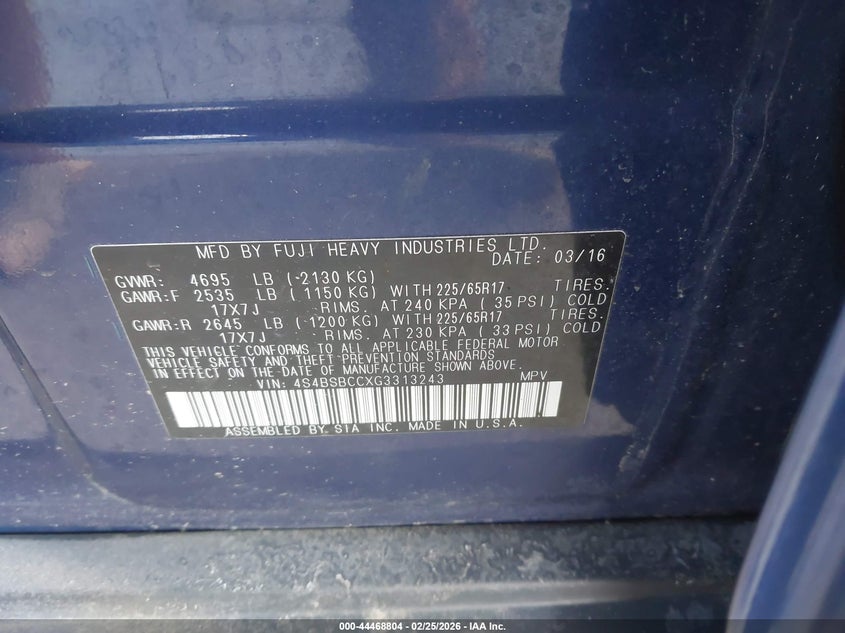 MFD BY FUJI HEAVY INDUSTRIES LTD.
DATE: 03/16
GVWR: 4695 LB ( 2130 KG)
GAWR:F 2535 LB ( 1150 KG) WITH 225/65R17 TIRES.
17X7J RIMS. AT 240 KPA ( 35 PSI) COLD
GAWR:R 2645 LB ( 1200 KG) WITH 225/65R17 TIRES.
17X7J RIMS. AT 230 KPA ( 33 PSI) COLD
THIS VEHICLE CONFORMS TO ALL APPLICABLE FEDERAL MOTOR
VEHICLE SAFETY AND THEFT PREVENTION STANDARDS
IN EFFECT ON THE DATE OF MANUFACTURE SHOWN ABOVE.
VIN: 4S4BSBCCXG3313243 MPV
ASSEMBLED BY SIA INC. MADE IN U.S.A.
000-44468804 - 02/25/2026 - IAA Inc.